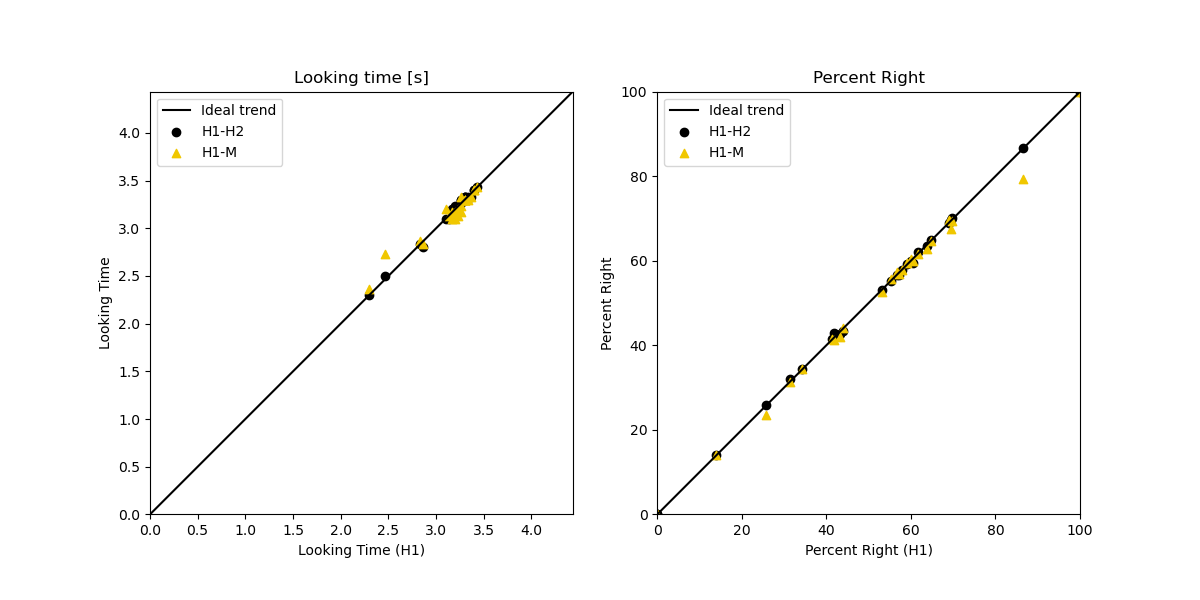 Looking time [s]
Ideal trend
H1-H2
H1-M
4.0
3.5
3.0
2.5
2.0
1.5
1.0
0.5
0.0
Looking Time
0.0 0.5 1.0 1.5 2.0 2.5 3.0 3.5 4.0
Looking Time (H1)
Percent Right
Ideal trend
H1-H2
H1-M
100
80
60
40
20
0
Percent Right
0 20 40 60 80 100
Percent Right (H1)